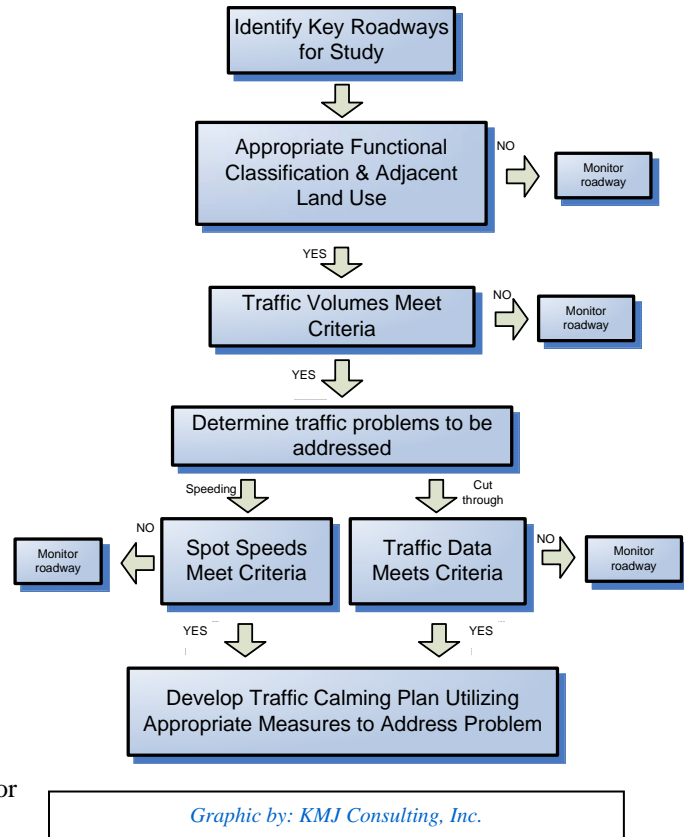 Identify Key Roadways
for Study
Appropriate Functional
Classification & Adjacent
Land Use
NO
Monitor
roadway
YES
Traffic Volumes Meet
Criteria
NO
Monitor
roadway
YES
Determine traffic problems to be
addressed
Speeding
Cut
through
NO
Monitor
roadway
Spot Speeds
Meet Criteria
Traffic Data
Meets Criteria
NO
Monitor
roadway
YES
YES
Develop Traffic Calming Plan Utilizing
Appropriate Measures to Address Problem
or
Graphic by: KMJ Consulting, Inc.